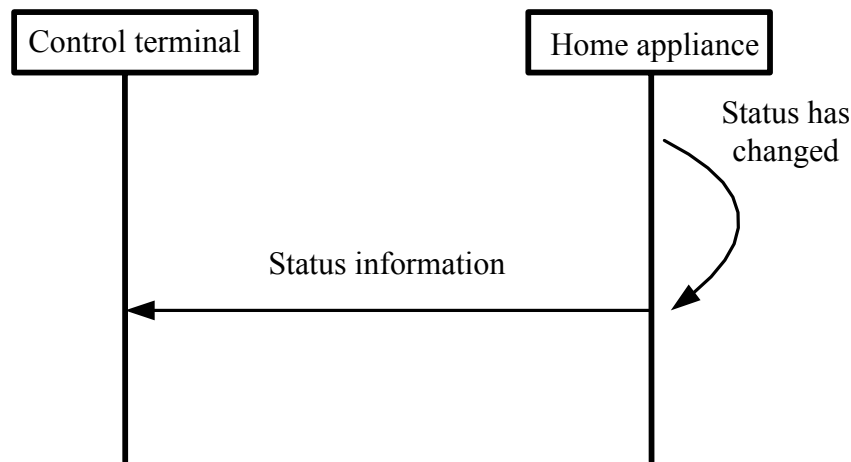 Control terminal
Home appliance
Status has
changed
Status information